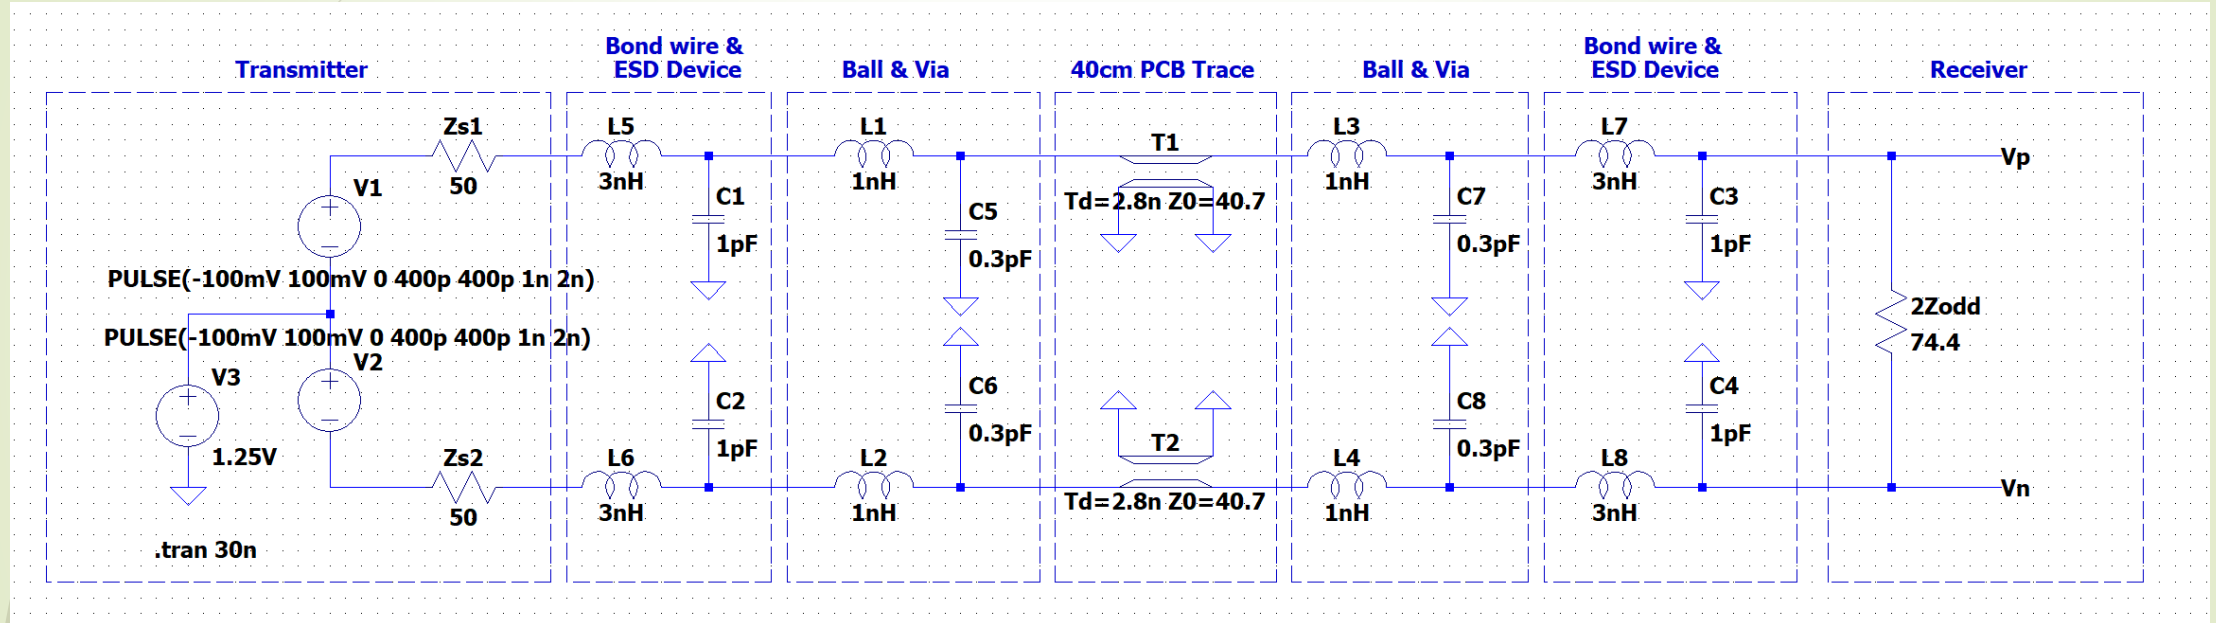 Transmitter
Bond wire &
ESD Device
Ball & Via
40cm PCB Trace
Ball & Via
Bond wire &
ESD Device
Receiver
Zs1
50
L5
3nH
L1
1nH
T1
Td=2.8n Z0=40.7
L3
1nH
L7
3nH
Vp
V1
C1
1pF
C5
0.3pF
C7
0.3pF
C3
1pF
PULSE(-100mV 100mV 0 400p 400p 1n 2n)
2Zodd
74.4
PULSE(-100mV 100mV 0 400p 400p 1n 2n)
V2
V3
1.25V
C2
1pF
C6
0.3pF
C8
0.3pF
C4
1pF
Zs2
50
L6
3nH
L2
1nH
T2
Td=2.8n Z0=40.7
L4
1nH
L8
3nH
Vn
.tran 30n